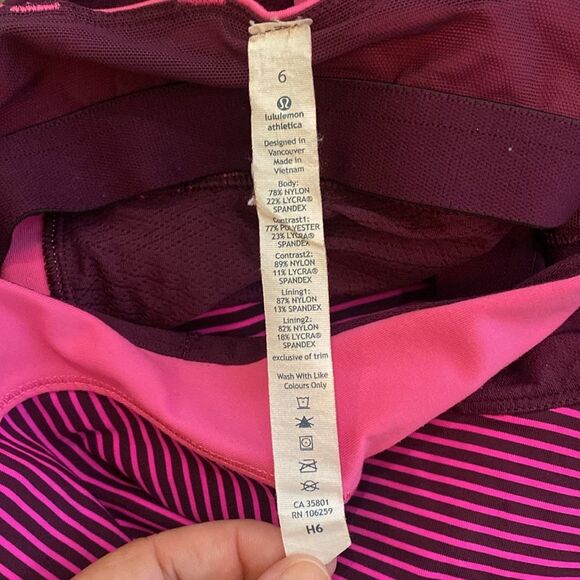 6
lululemon
athletica
Designed in
Vancouver
Made in
Vietnam
Body:
78% NYLON
22% LYCRA®
SPANDEX
Contrast1:
77% POLYESTER
23% LYCRA®
SPANDEX
Contrast2:
89% NYLON
11% LYCRA®
SPANDEX
Lining1:
87% NYLON
13% SPANDEX
Lining2:
82% NYLON
18% LYCRA®
SPANDEX
exclusive of trim
Wash With Like
Colours Only
CA 35801
RN 106259
H6